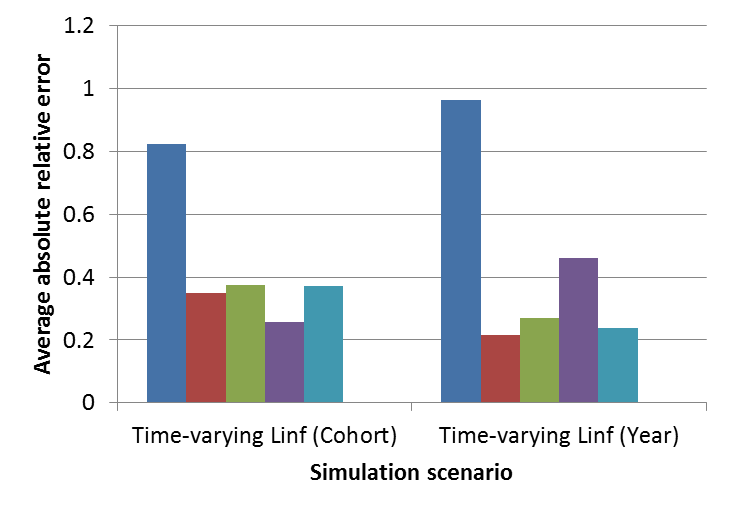 1.2
1
0.8
0.6
0.4
0.2
0
Average absolute relative error
Time-varying Linf (Cohort) Time-varying Linf (Year)
Simulation scenario